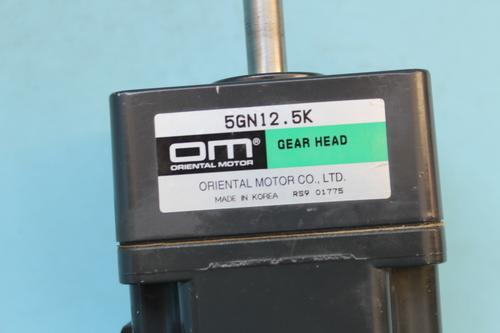 5GN12.5K
om®
ORIENTAL MOTOR
GEAR HEAD
ORIENTAL MOTOR CO., LTD.
MADE IN KOREA RS9 01775